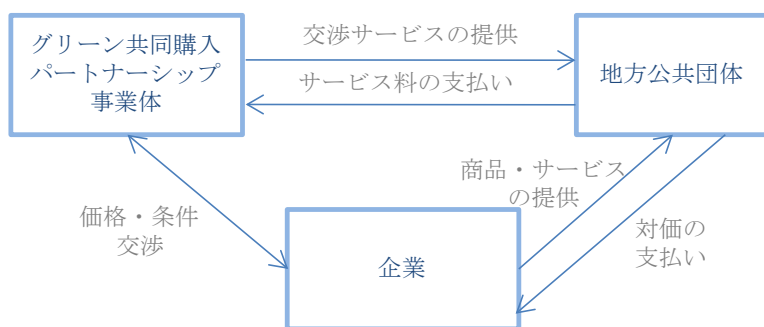 グリーン共同購入
パートナーシップ
事業体
交渉サービスの提供
サービス料の支払い
地方公共団体
価格・条件
交渉
商品・サービス
の提供
対価の
支払い
企業